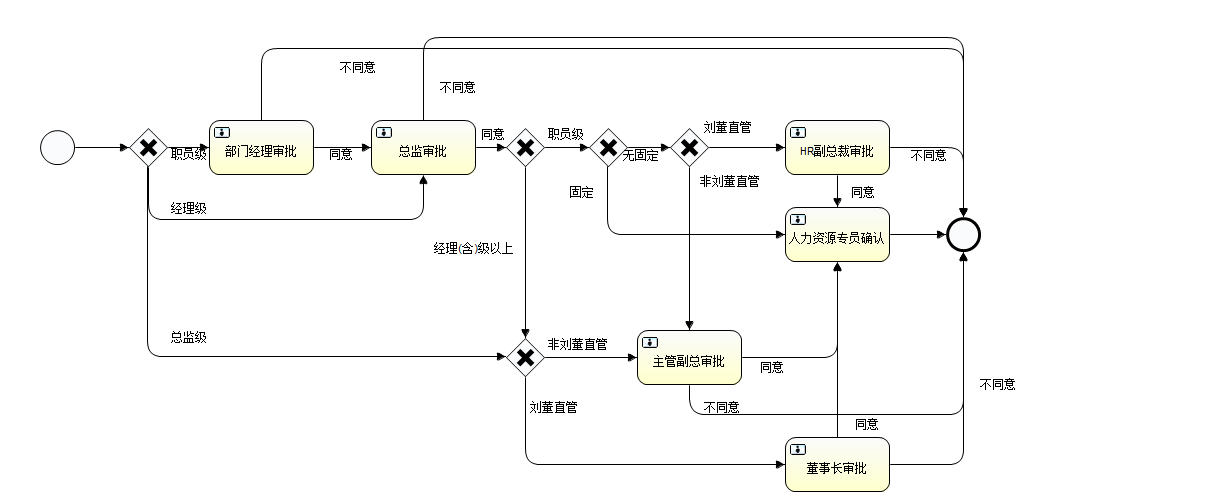 不同意
不同意
职员级
部门经理审批
同意
总监审批
同意
职员级
无固定
刘董直管
HR副总裁审批
不同意
固定
非刘董直管
同意
经理级
经理(含)级以上
人力资源专员确认
总监级
非刘董直管
主管副总审批
同意
不同意
刘董直管
不同意
同意
董事长审批